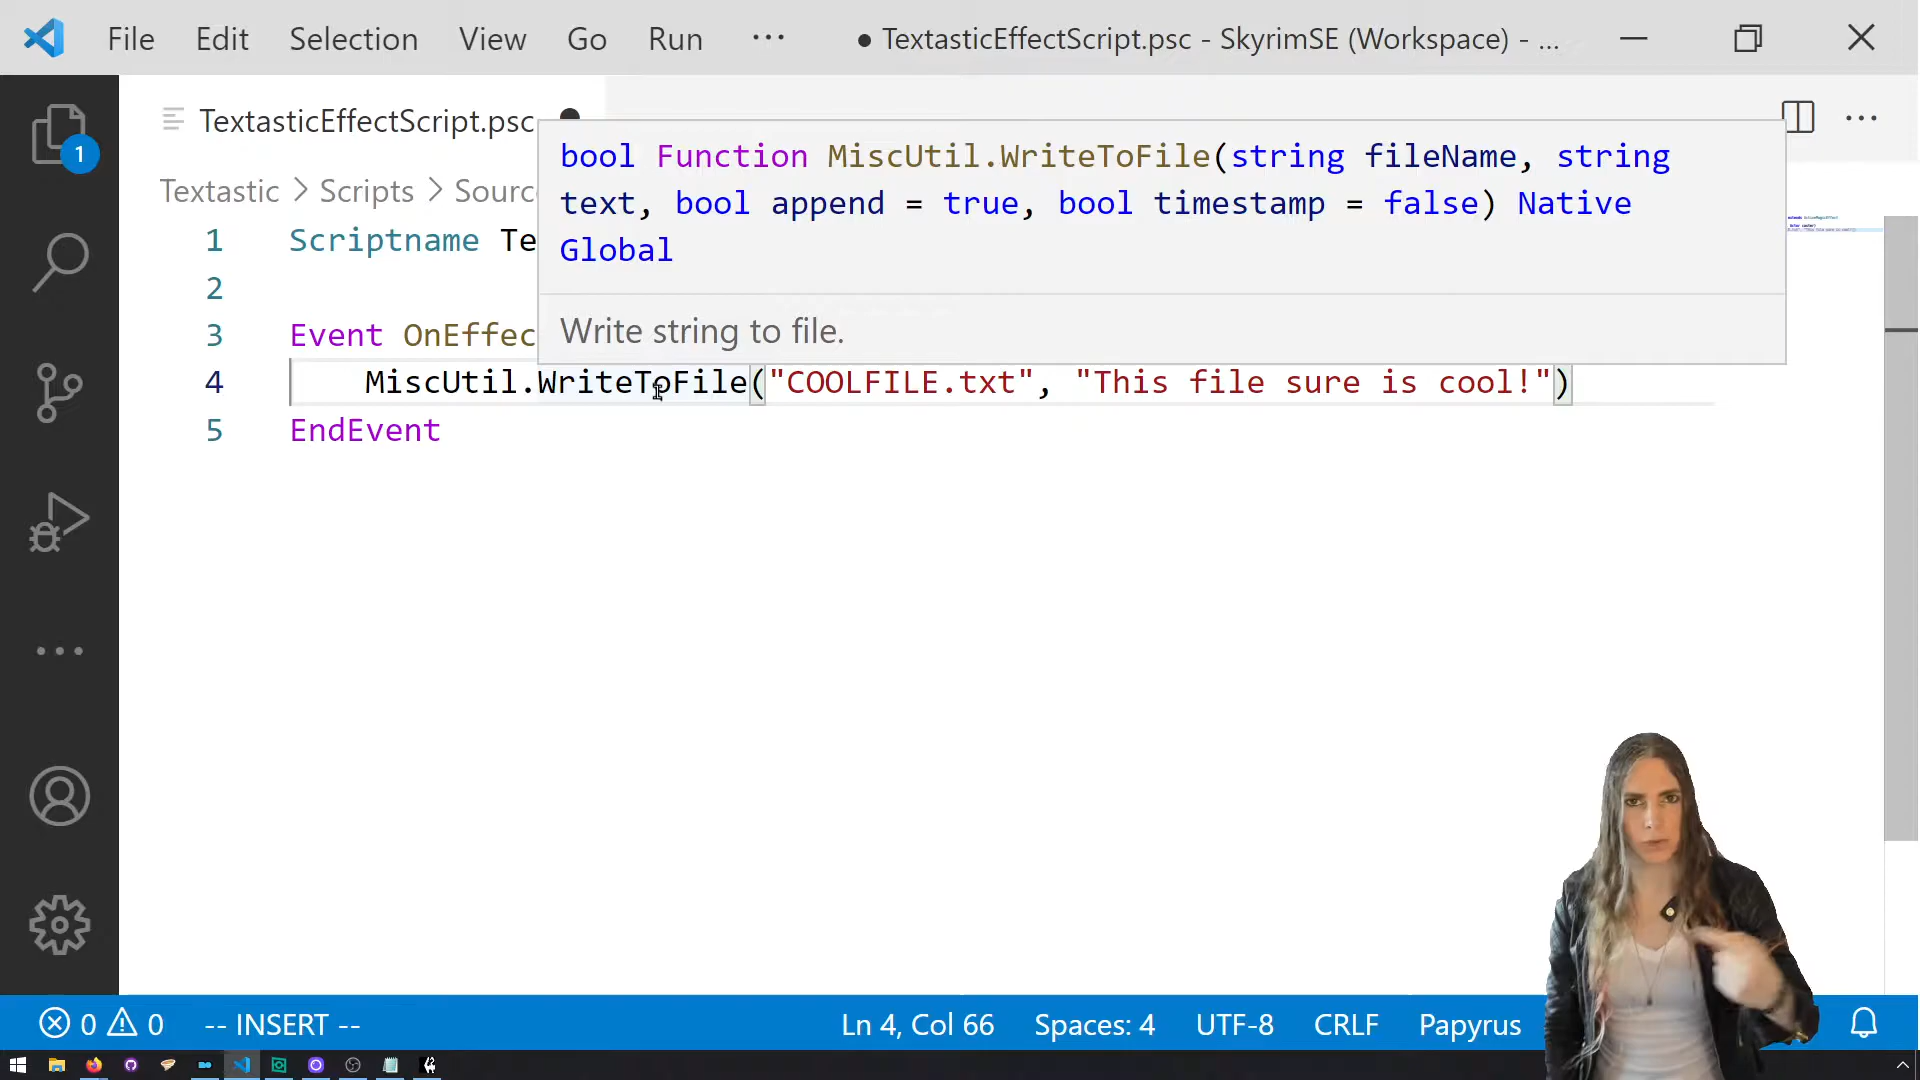 File Edit Selection View Go Run ··· ● TextasticEffectScript.psc - SkyrimSE (Workspace) - ...
1
TextasticEffectScript.psc
Textastic > Scripts > Sourc
bool Function MiscUtil.WriteToFile(string fileName, string
text, bool append = true, bool timestamp = false) Native
Global
Write string to file.
1 Scriptname Te
2
3 Event OnEffec
4 MiscUtil.WriteToFile("COOLFILE.txt", "This file sure is cool!")
5 EndEvent
0 0 -- INSERT -- Ln 4, Col 66 Spaces: 4 UTF-8 CRLF Papyrus